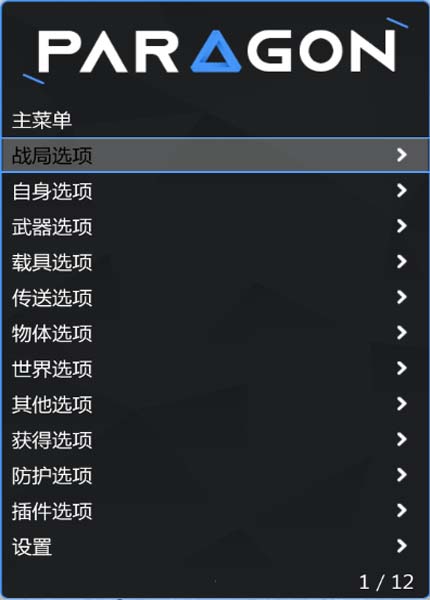 PARAGON
主菜单
战局选项
自身选项
武器选项
载具选项
传送选项
物体选项
世界选项
其他选项
获得选项
防护选项
插件选项
设置
1 / 12